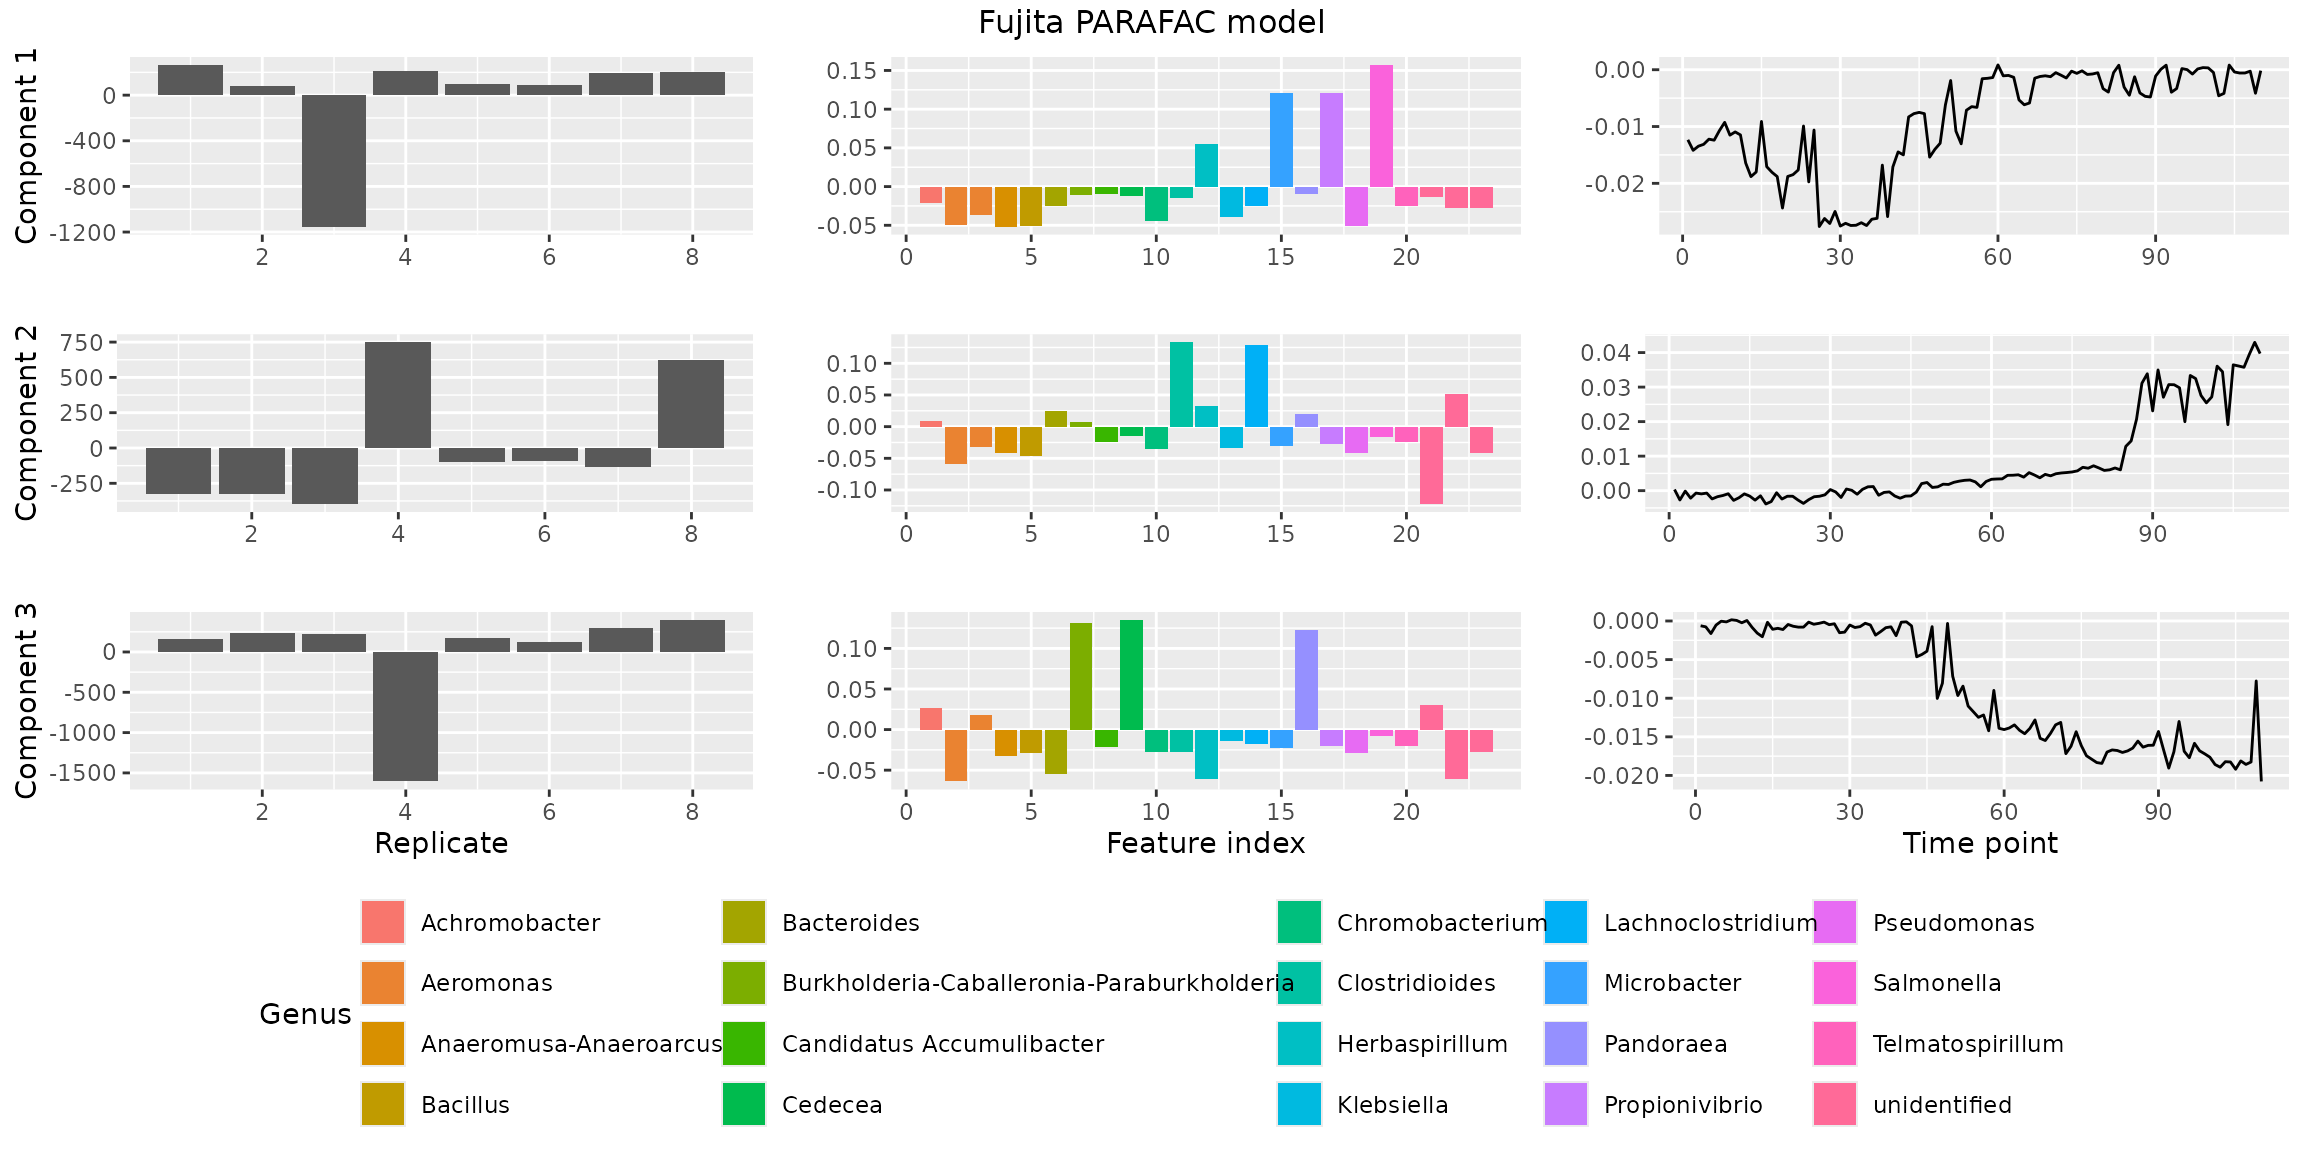 Fujita PARAFAC model
Component 1
0
-400
-800
-1200
2 4 6 8
0.15
0.10
0.05
0.00
-0.05
0 5 10 15 20
0.00
-0.01
-0.02
0 30 60 90
Component 2
750
500
250
0
-250
2 4 6 8
0.10
0.05
0.00
-0.05
-0.10
0 5 10 15 20
0.04
0.03
0.02
0.01
0.00
0 30 60 90
Component 3
0
-500
-1000
-1500
2 4 6 8
Replicate
0.10
0.05
0.00
-0.05
0 5 10 15 20
Feature index
0.000
-0.005
-0.010
-0.015
-0.020
0 30 60 90
Time point
Genus
Achromobacter
Aeromonas
Anaeromusa-Anaeroarcus
Bacillus
Bacteroides
Burkholderia-Caballeronia-Paraburkholderia
Candidatus Accumulibacter
Cedecea
Chromobacterium
Clostridioides
Herbaspirillum
Klebsiella
Lachnoclostridium
Microbacter
Pandoraea
Propionivibrio
Pseudomonas
Salmonella
Telmatospirillum
unidentified